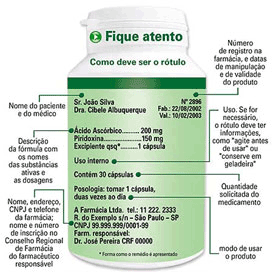 Fique atento
Como deve ser o rótulo
Nome do paciente
e do médico
Descrição
da fórmula com
os nomes das
substâncias
ativas e as
dosagens
Nome, endereço,
CNPJ e telefone,
da farmácia;
nome e número
de inscrição no
Conselho Regional
de Farmácia
do farmacêutico
responsável
Sr. João Silva
Dra. Cibele Albuquerque
Nº 2896
Fab.: 22/08/2002
Val.: 10/02/2003
Ácido Ascórbico........... 200 mg
Piridoxina.................... 150 mg
Excipiente qsq*............ 1 cápsula
Uso interno
Contém 30 cápsulas
Posologia: tomar 1 cápsula,
duas vezes ao dia
A Farmácia Ltda. tel.: 11 222. 2333
R. do Exemplo s/n – São Paulo – SP
CNPJ 99.999.999/0001-99
Farm. responsável:
Dr. José Pereira CRF 00000
Número
de registro na
farmácia, e datas
de manipulação e
de validade
do produto
Uso. Se for
necessário,
o rótulo deve
ter informações,
como "agite antes
de usar" ou
"conserve em
geladeira"
Quantidade
solicitada do
medicamento
modo de usar
o produto
*Forma como o remédio é apresentado